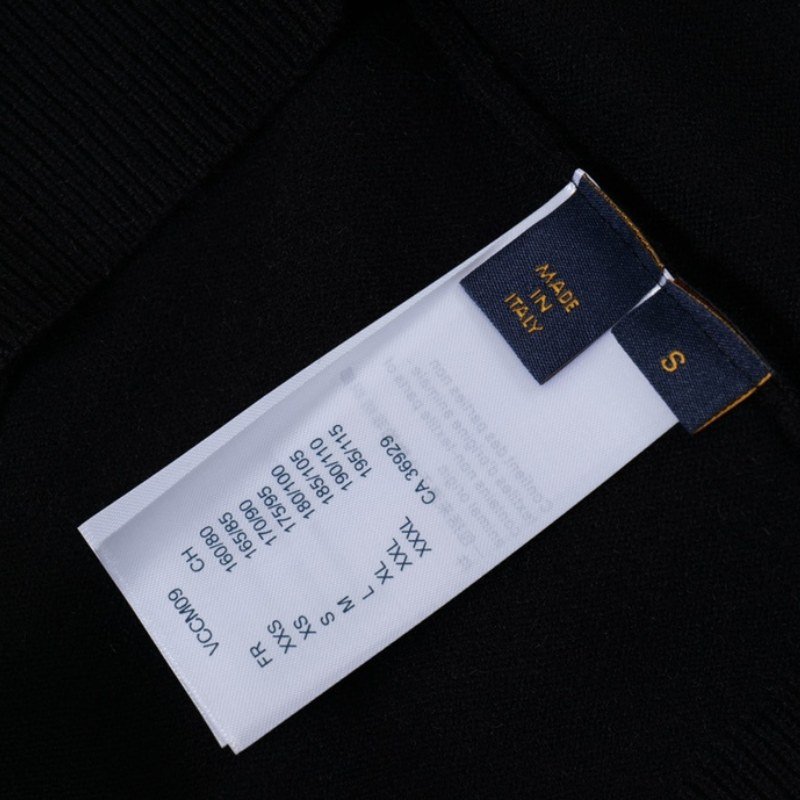 MADE
IN
ITALY
S
VCCM09
FR CH
XXS 160/80
XS 165/85
S 170/90
M 175/95
L 180/100
XL 185/105
XXL 190/110
XXXL 195/115
CA 36929